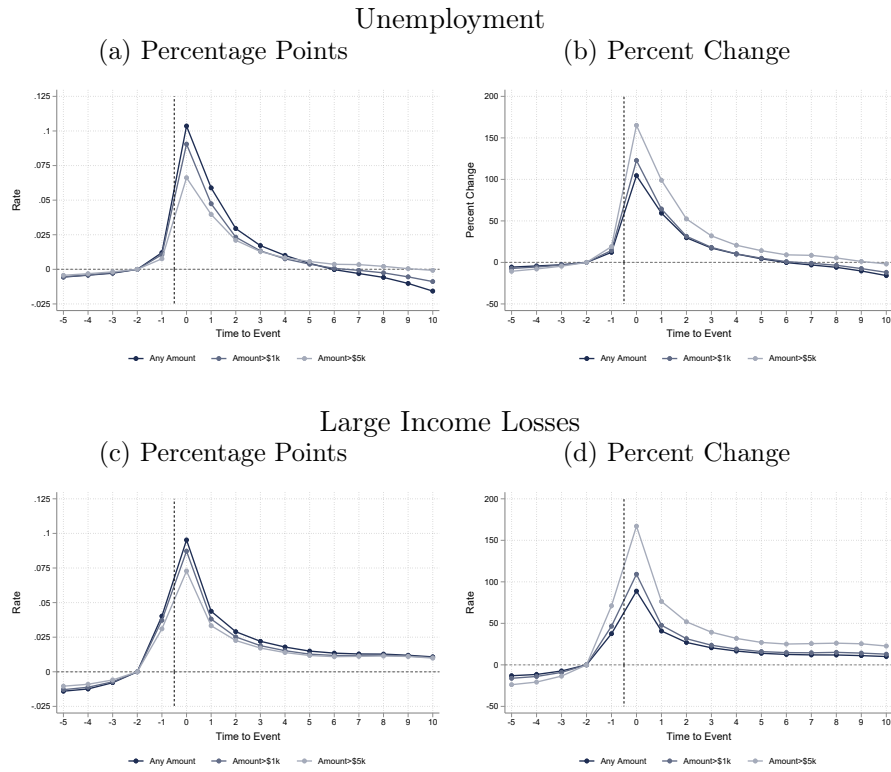 Unemployment
(a) Percentage Points
(b) Percent Change
.125
.1
.075
.05
.025
0
-.025
Rate
-5 -4 -3 -2 -1 0 1 2 3 4 5 6 7 8 9 10
Time to Event
Any Amount Amount>$1k Amount>$5k
200
150
100
50
0
-50
Percent Change
-5 -4 -3 -2 -1 0 1 2 3 4 5 6 7 8 9 10
Time to Event
Any Amount Amount>$1k Amount>$5k
Large Income Losses
(c) Percentage Points
(d) Percent Change
.125
.1
.075
.05
.025
0
-.025
Rate
-5 -4 -3 -2 -1 0 1 2 3 4 5 6 7 8 9 10
Time to Event
Any Amount Amount>$1k Amount>$5k
200
150
100
50
0
-50
Rate
-5 -4 -3 -2 -1 0 1 2 3 4 5 6 7 8 9 10
Time to Event
Any Amount Amount>$1k Amount>$5k